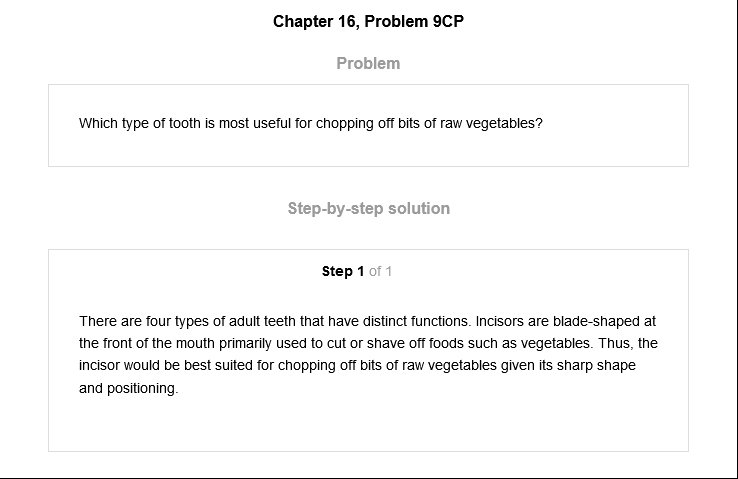 Chapter 16, Problem 9CP
Problem
Which type of tooth is most useful for chopping off bits of raw vegetables?
Step-by-step solution
Step 1 of 1
There are four types of adult teeth that have distinct functions. Incisors are blade-shaped at
the front of the mouth primarily used to cut or shave off foods such as vegetables. Thus, the
incisor would be best suited for chopping off bits of raw vegetables given its sharp shape
and positioning.